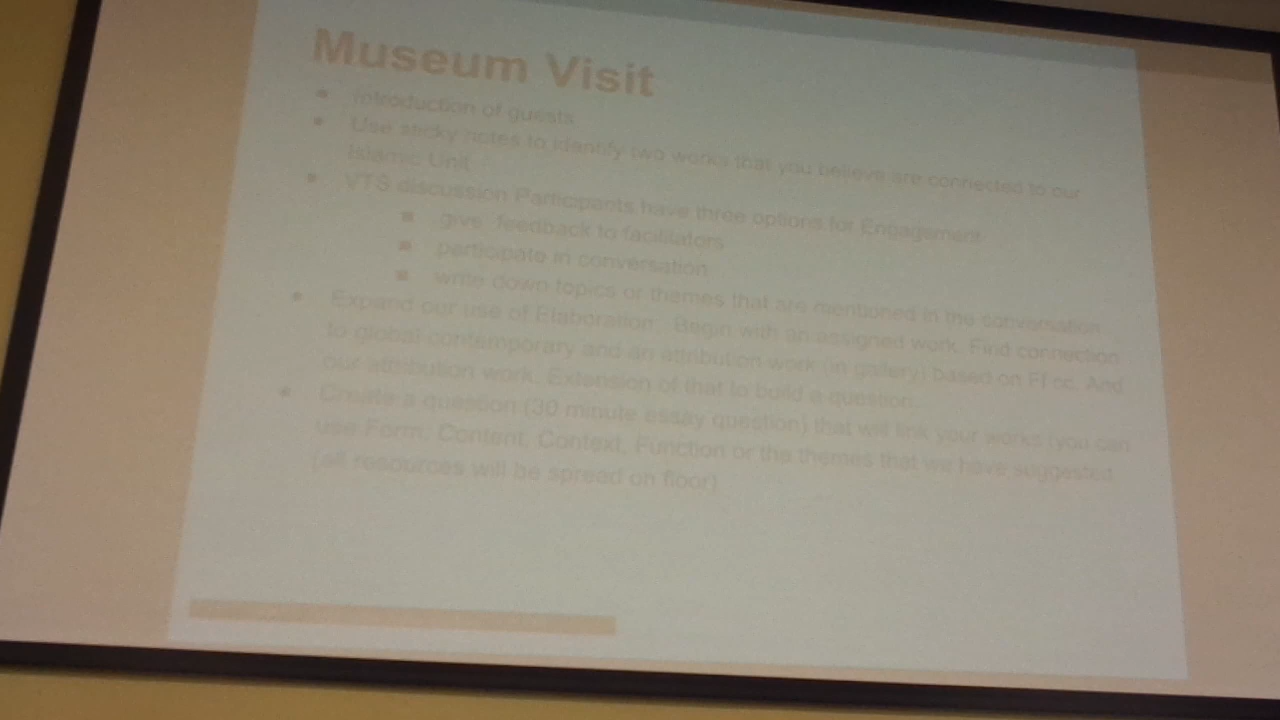 Museum Visit
• Introduction of guests
• Use sticky notes to identify two works that you believe are connected to our
Islamic Unit
• VTS discussion Participants have three options for Engagement
■ give feedback to facilitators
■ participate in conversation
■ write down topics or themes that are mentioned in the conversation
• Expand our use of Elaboration. Begin with an assigned work. Find connection
to global contemporary and an attribution work (in gallery) based on And
our attribution work. Extension of that to build a question.
• Create a question (30 minute essay question) that will link your works (you can
use Form, Content, Context, Function or the themes that we have suggested
(all resources will be spread on floor)